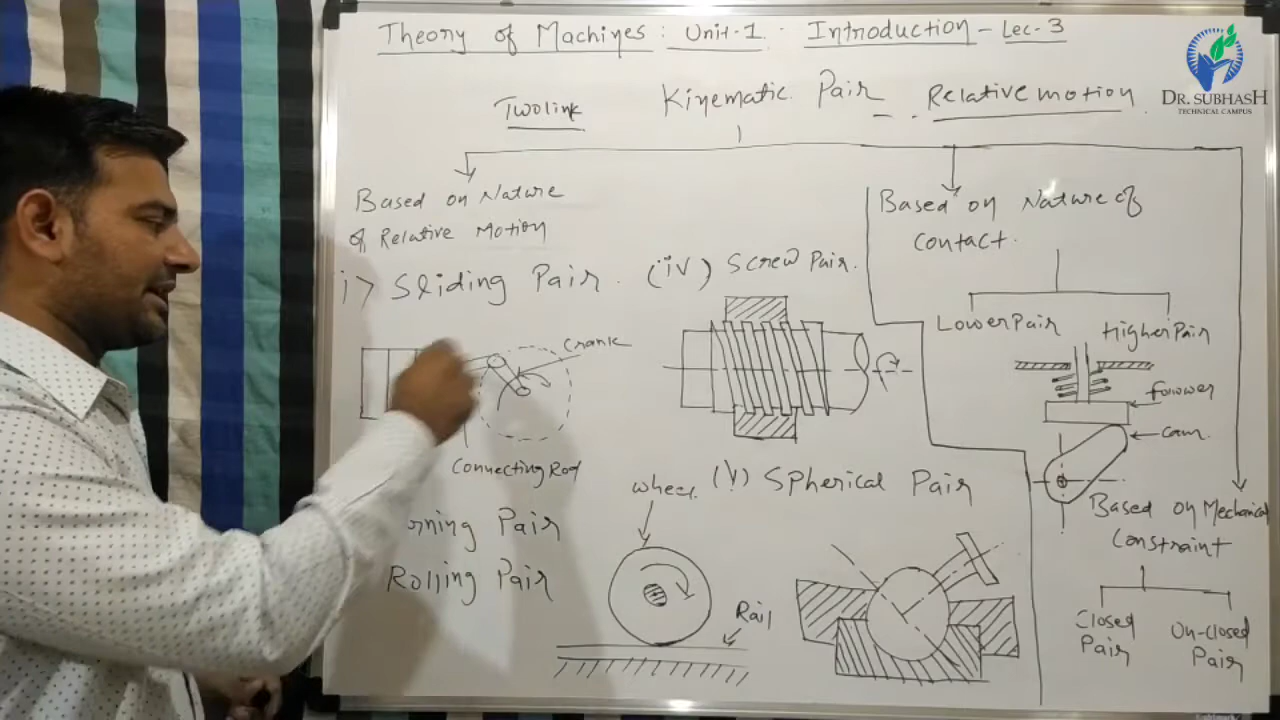 Theory of Machines: Unit-1. Introduction - Lec-3
DR. SUBHASH
TECHNICAL CAMPUS
Two link
Kinematic Pair - Relative motion
Based on Nature
of Relative Motion
i> Sliding Pair.
Crank
Connecting Rod
rning Pair
Rolling Pair
(iv) Screw Pair.
(V) Spherical Pair
wheel
Rail
Based on Nature of
Contact.
Lower Pair
Higher Pair
follower
Cam
Based on Mechanical
Constraint
Closed
Pair
Un-closed
Pair